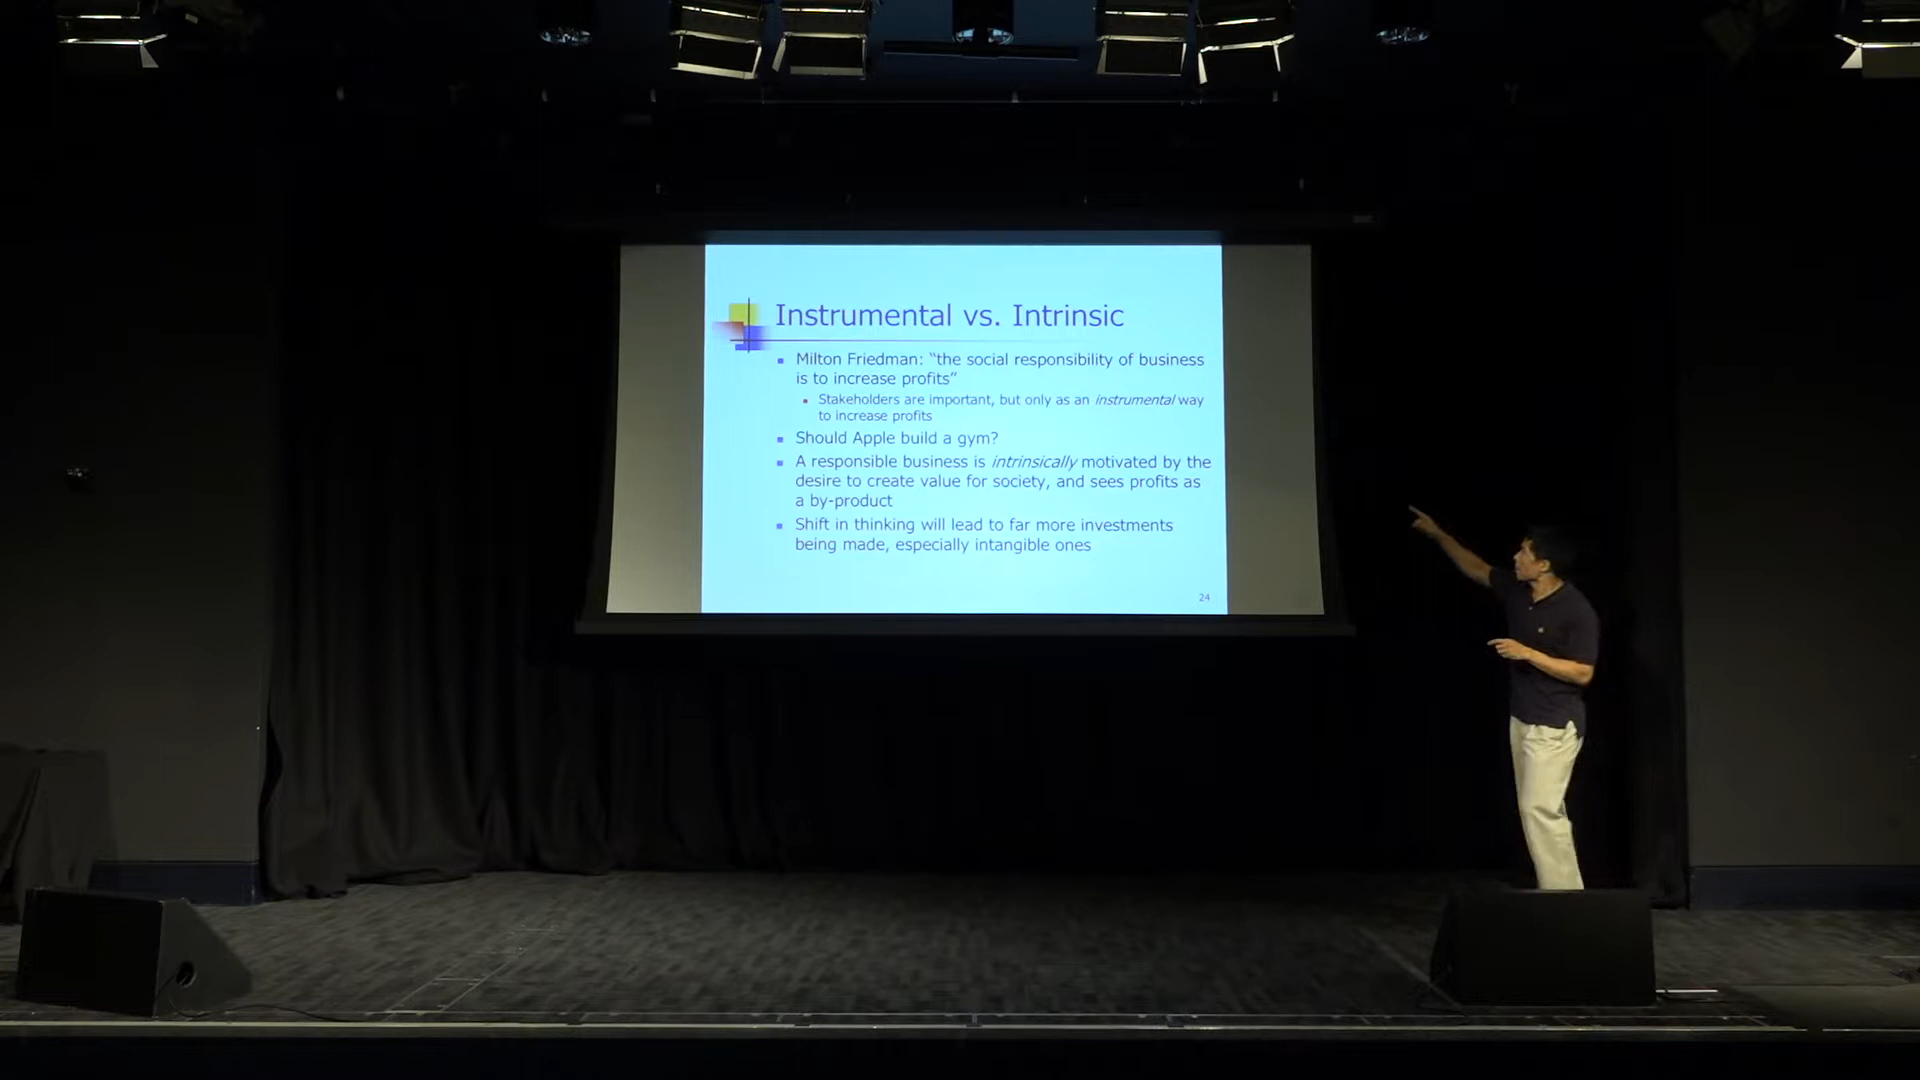 Instrumental vs. Intrinsic
Milton Friedman: “the social responsibility of business
is to increase profits”
Stakeholders are important, but only as an instrumental way
to increase profits
Should Apple build a gym?
A responsible business is intrinsically motivated by the
desire to create value for society, and sees profits as
a by-product
Shift in thinking will lead to far more investments
being made, especially intangible ones
24